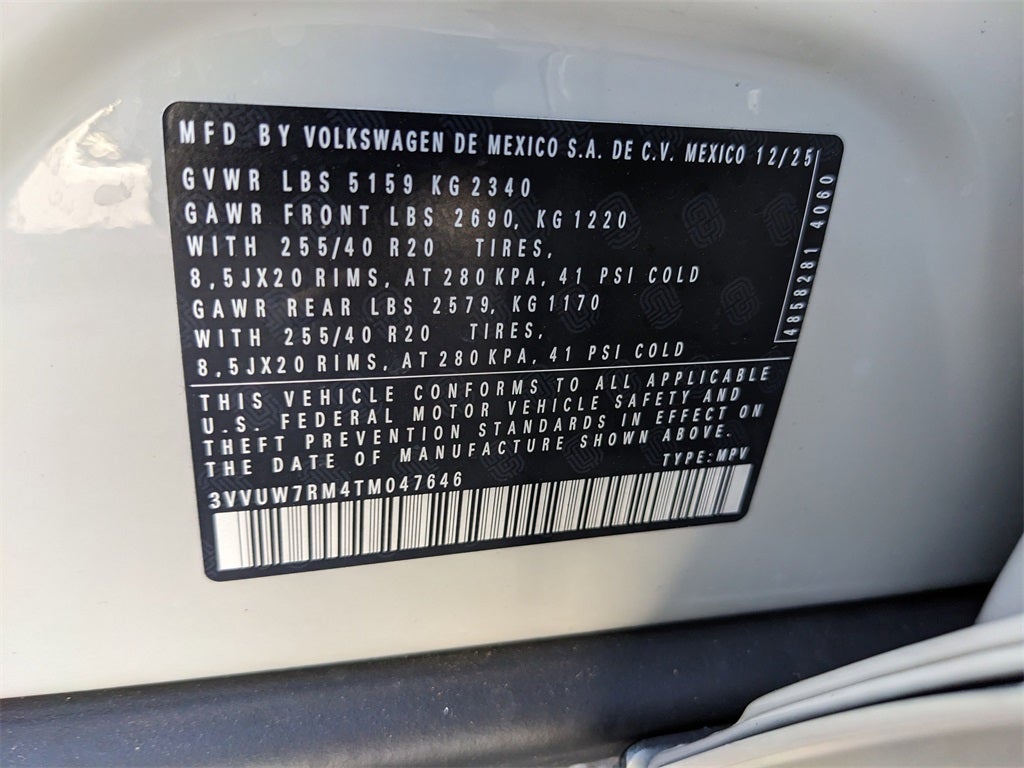 MFD BY VOLKSWAGEN DE MEXICO S.A. DE C.V. MEXICO 12/25
GVWR LBS 5159 KG 2340
GAWR FRONT LBS 2690, KG 1220
WITH 255/40 R20 TIRES,
8,5JX20 RIMS, AT 280 KPA, 41 PSI COLD
GAWR REAR LBS 2579, KG 1170
WITH 255/40 R20 TIRES,
8,5JX20 RIMS, AT 280 KPA, 41 PSI COLD
4858281 4060
THIS VEHICLE CONFORMS TO ALL APPLICABLE
U.S. FEDERAL MOTOR VEHICLE SAFETY AND
THEFT PREVENTION STANDARDS IN EFFECT ON
THE DATE OF MANUFACTURE SHOWN ABOVE.
TYPE: MPV
3VVUW7RM4TM047646